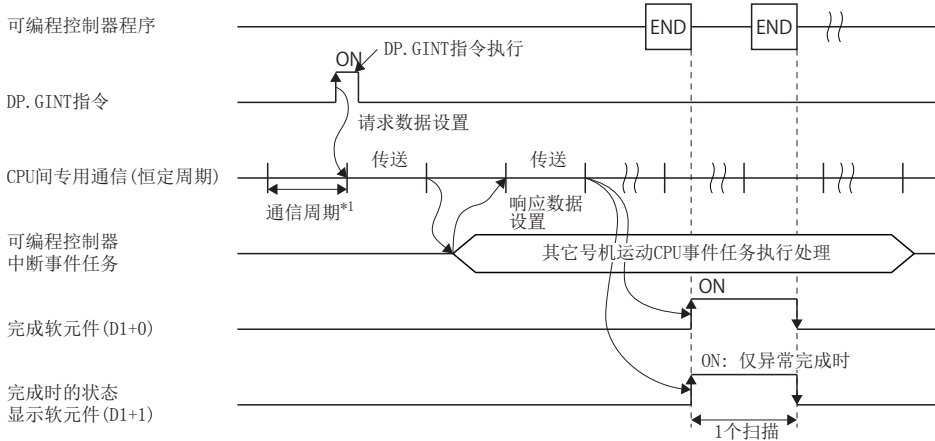 可编程控制器程序
END
END
ON
DP.GINT指令执行
DP.GINT指令
请求数据设置
CPU间专用通信(恒定周期)
传送
传送
通信周期*1
响应数据
设置
可编程控制器
中断事件任务
其它号机运动CPU事件任务执行处理
ON
完成软元件(D1+0)
ON: 仅异常完成时
完成时的状态
显示软元件(D1+1)
1个扫描